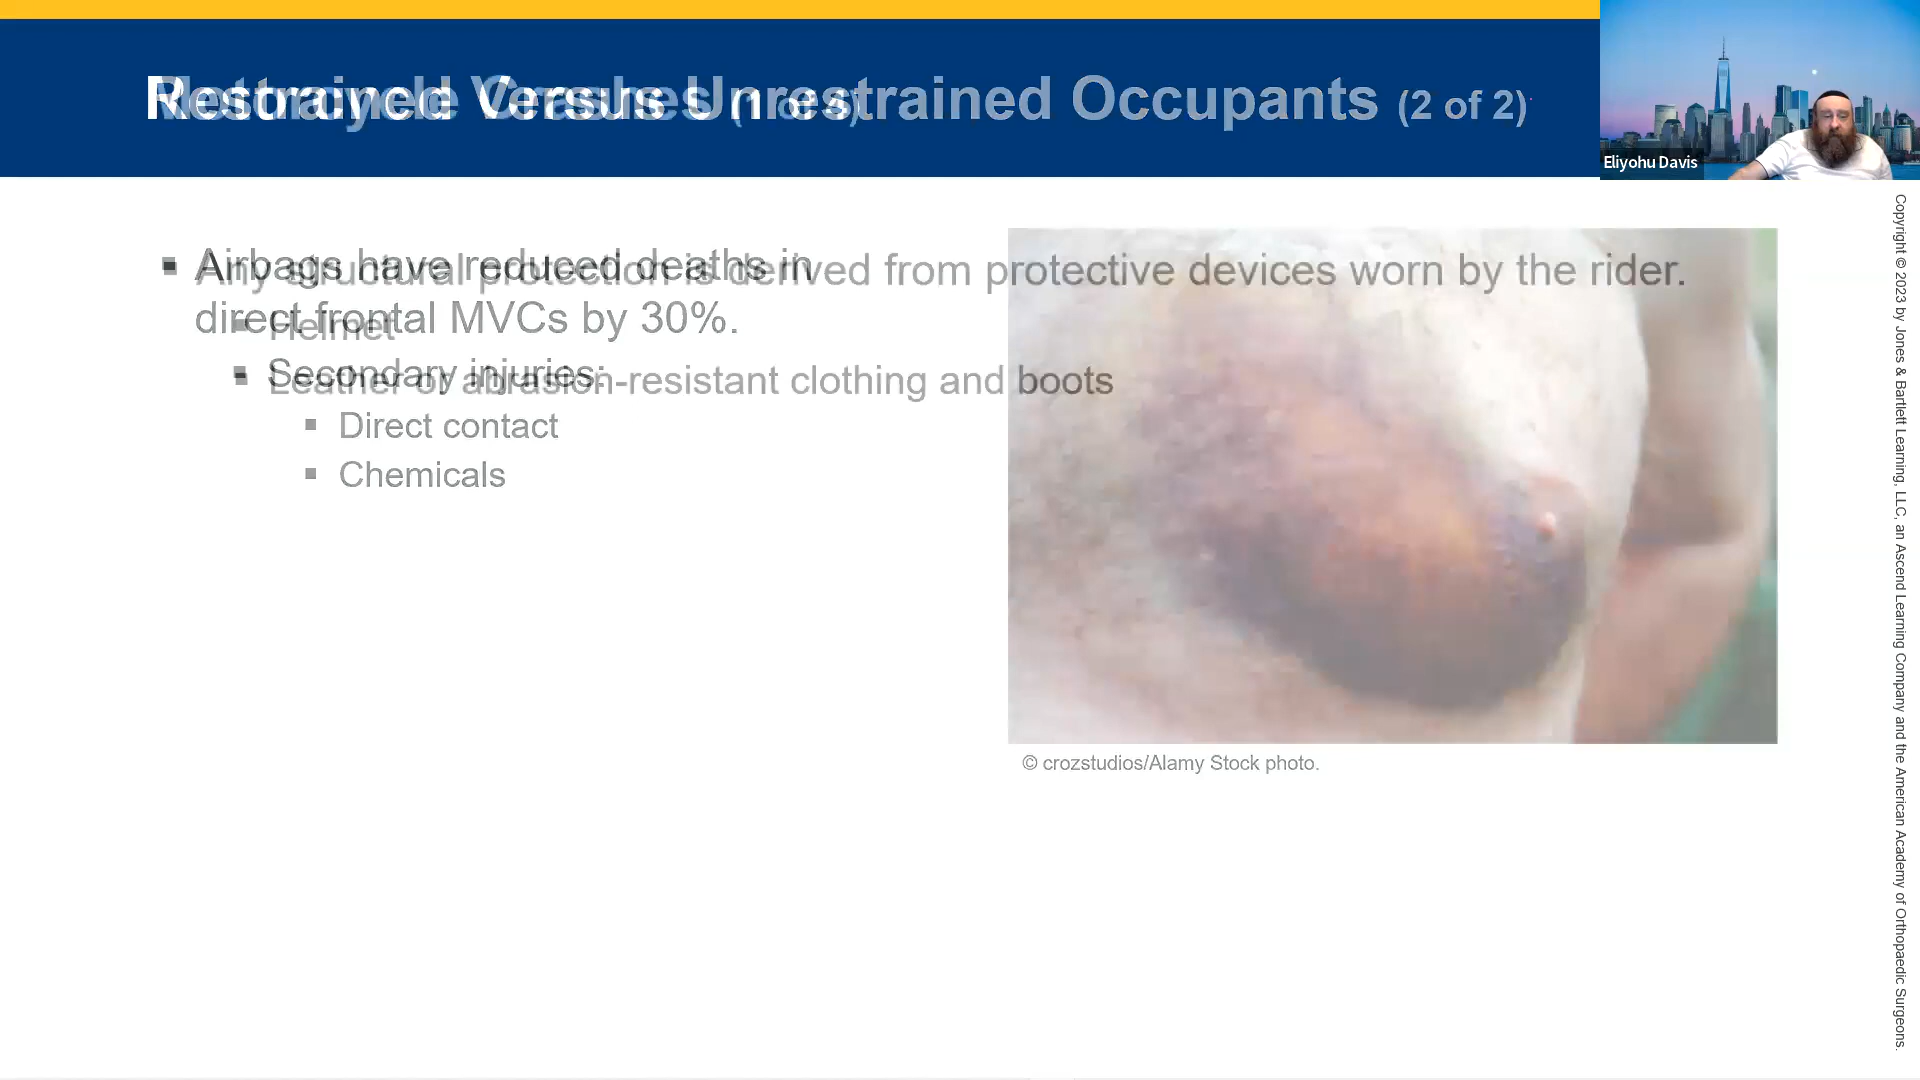 Restrained Versus Unrestrained Occupants (2 of 2)
Motorcycle Crashes (1 of 4)
Eliyohu Davis
Airbags have reduced deaths in
direct frontal MVCs by 30%.
Secondary injuries:
Direct contact
Chemicals
Any structural protection is derived from protective devices worn by the rider.
Helmet
Leather or abrasion-resistant clothing and boots
© crozstudios/Alamy Stock photo.
Copyright © 2023 by Jones & Bartlett Learning, LLC, an Ascend Learning Company and the American Academy of Orthopaedic Surgeons.